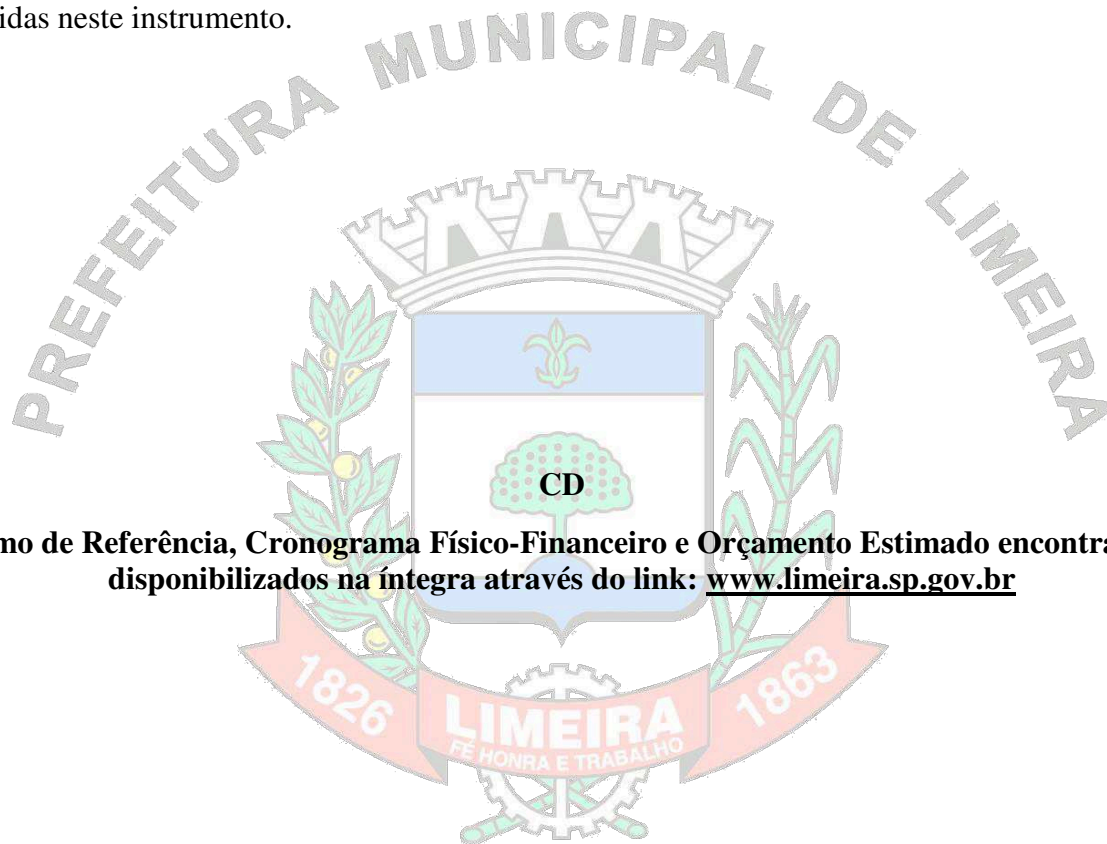 idas neste instrumento.
PREFEITURA MUNICIPAL DE LIMEIRA
CD
mo de Referência, Cronograma Físico-Financeiro e Orçamento Estimado encontra
disponibilizados na íntegra através do link: www.limeira.sp.gov.br
1826 LIMEIRA 1863
FÉ HONRA E TRABALHO